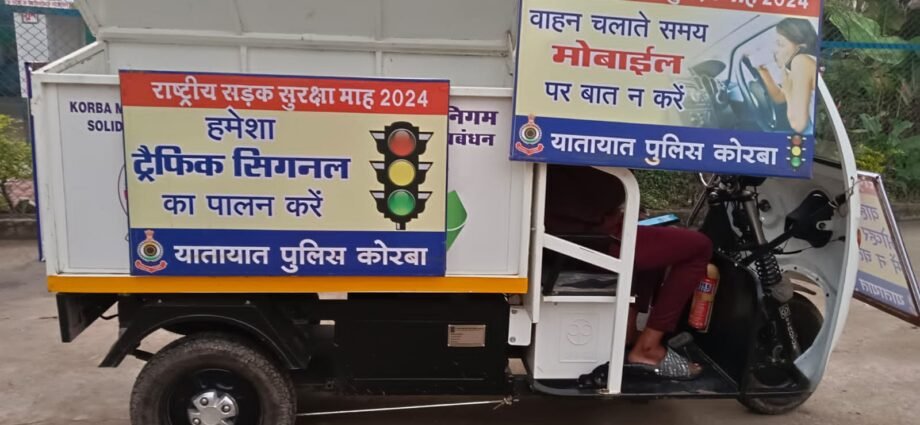 राष्ट्रीय सड़क सुरक्षा माह 2024
हमेशा
ट्रैफिक सिगनल
का पालन करें
यातायात पुलिस कोरबा
KORBA
SOLID
निगम
बंधन
माह 2024
वाहन चलाते समय
मोबाईल
पर बात न करें
यातायात पुलिस कोरबा